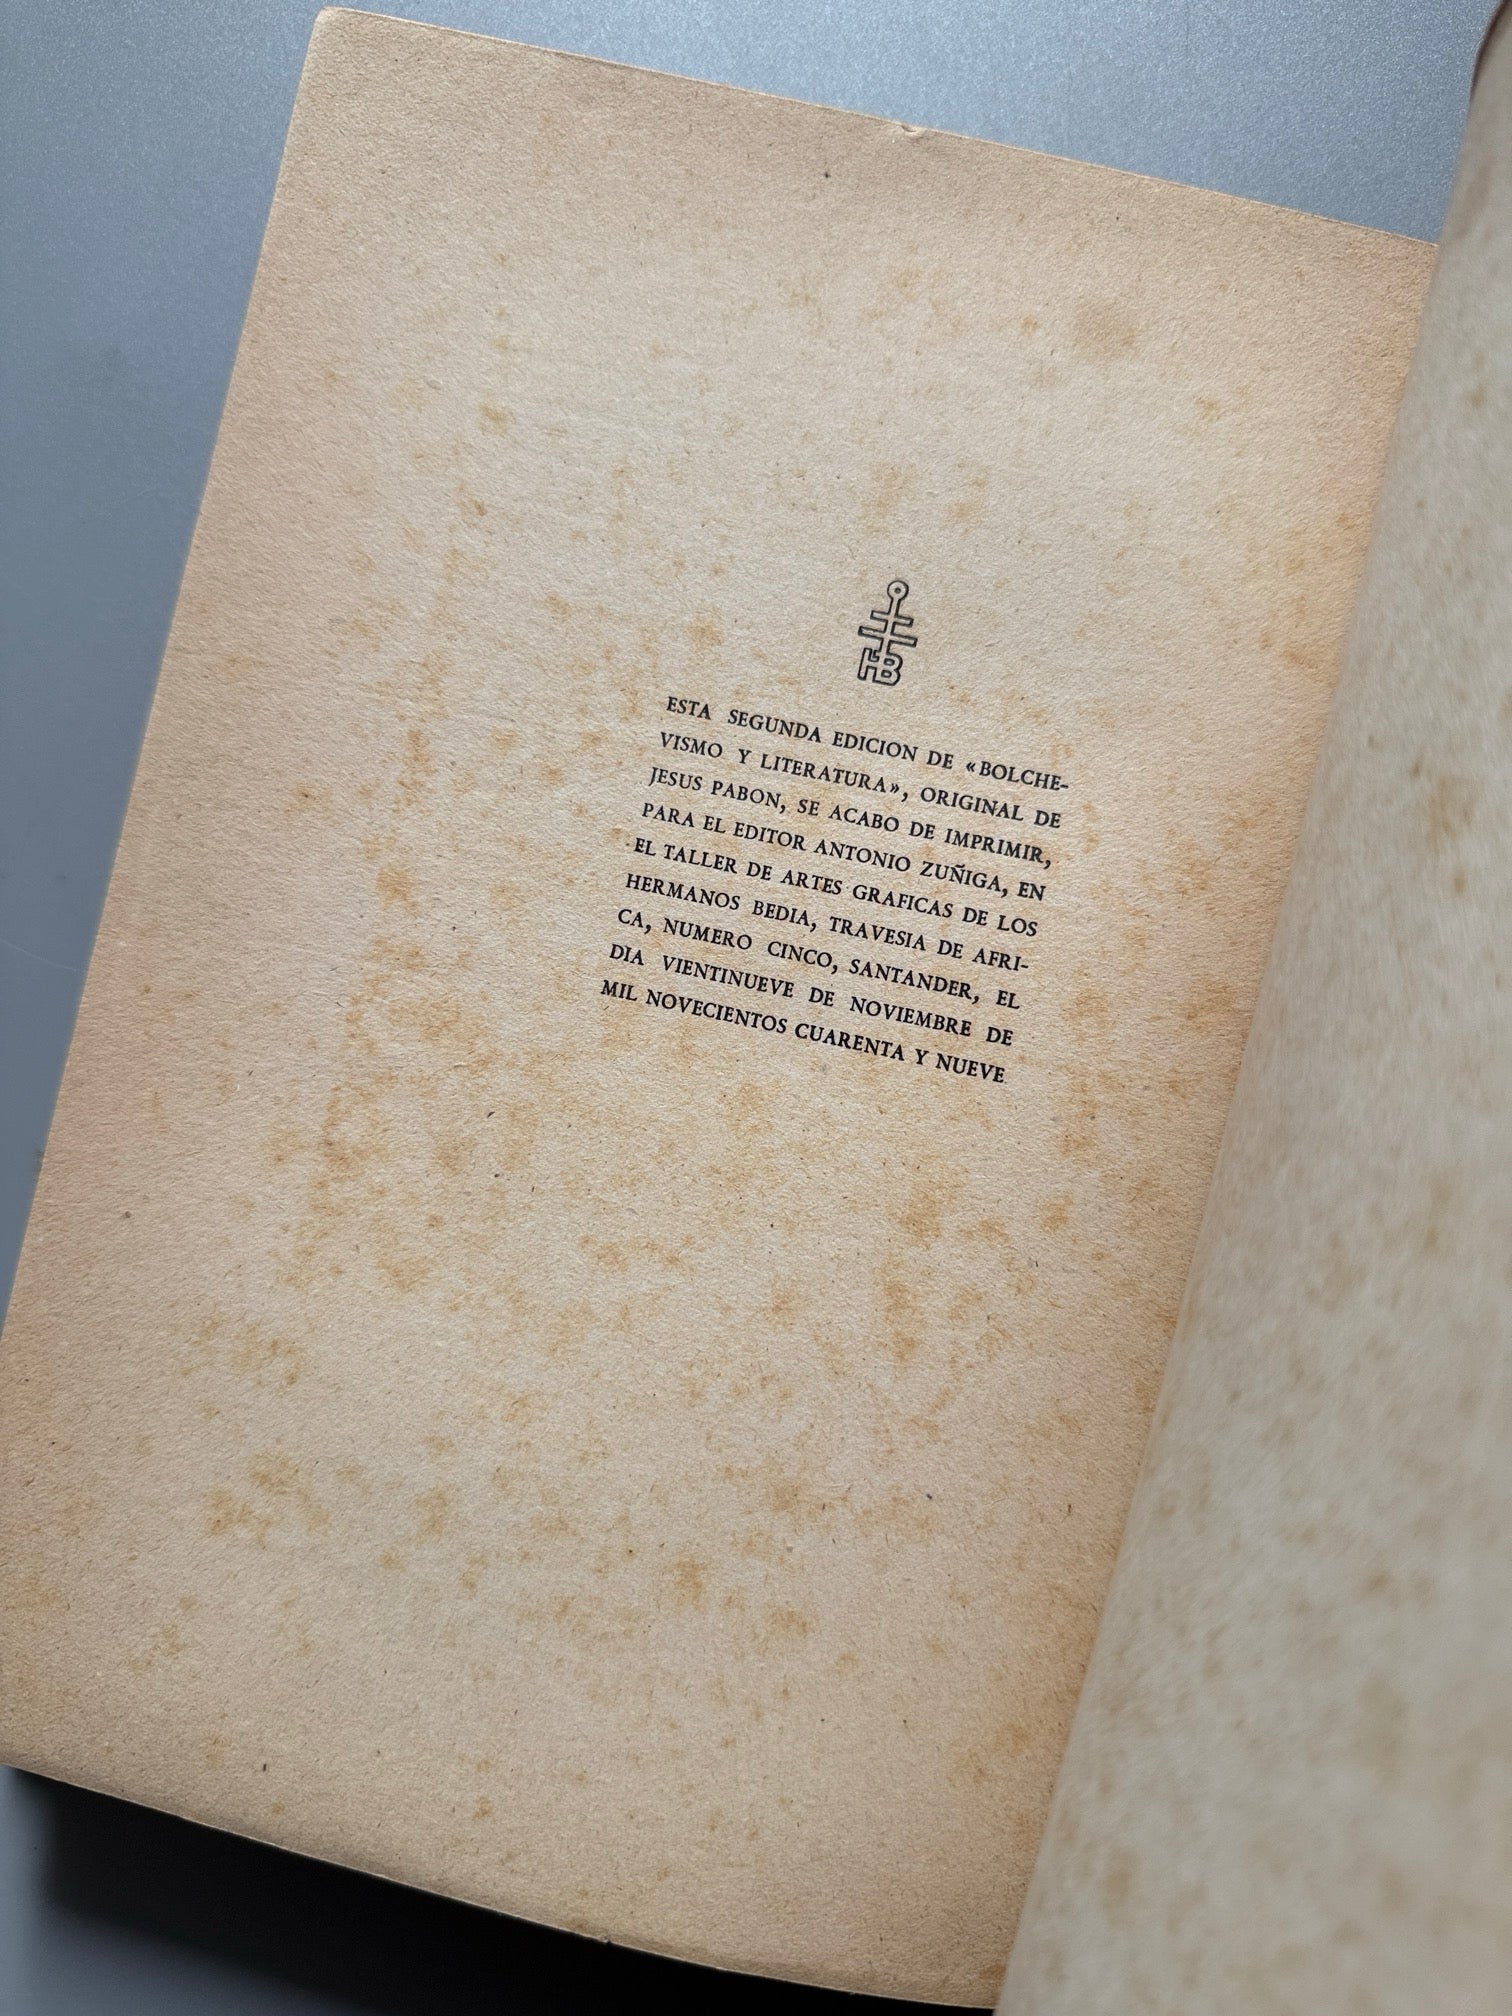 HB
ESTA SEGUNDA EDICION DE «BOLCHE-
VISMO Y LITERATURA», ORIGINAL DE
JESUS PABON, SE ACABO DE IMPRIMIR,
PARA EL EDITOR ANTONIO ZUÑIGA, EN
EL TALLER DE ARTES GRAFICAS DE LOS
HERMANOS BEDIA, TRAVESIA DE AFRI-
CA, NUMERO CINCO, SANTANDER, EL
DIA VIENTINUEVE DE NOVIEMBRE DE
MIL NOVECIENTOS CUARENTA Y NUEVE